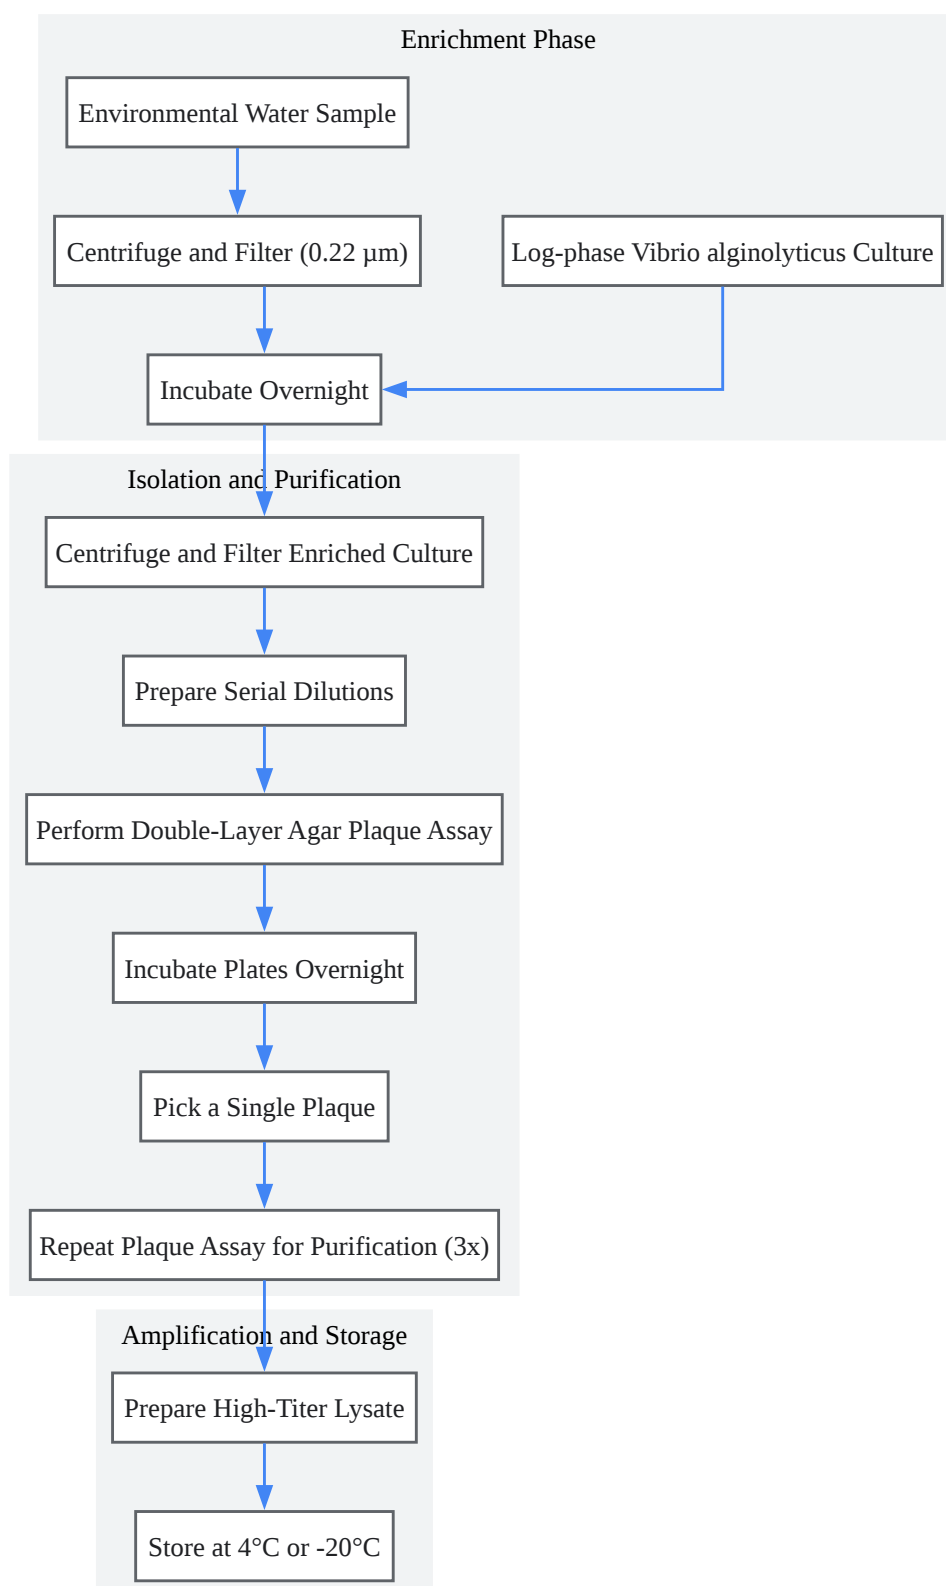 Enrichment Phase
Environmental Water Sample
Centrifuge and Filter (0.22 µm)
Log-phase Vibrio alginolyticus Culture
Incubate Overnight
Isolation and Purification
Centrifuge and Filter Enriched Culture
Prepare Serial Dilutions
Perform Double-Layer Agar Plaque Assay
Incubate Plates Overnight
Pick a Single Plaque
Repeat Plaque Assay for Purification (3x)
Amplification and Storage
Prepare High-Titer Lysate
Store at 4°C or -20°C